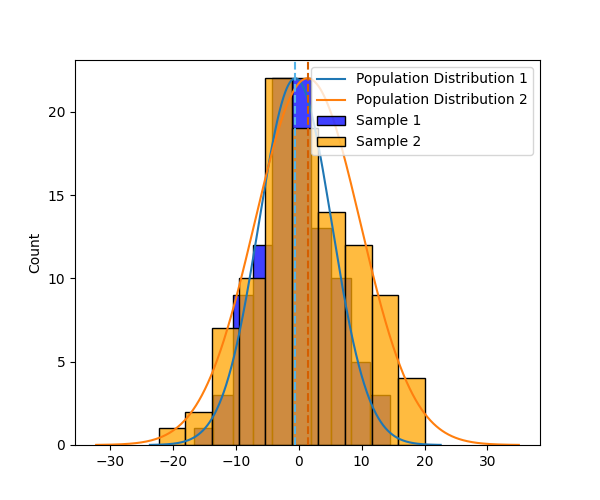 Population Distribution 1
Population Distribution 2
Sample 1
Sample 2
Count
20
15
10
5
0
−30 −20 −10 0 10 20 30